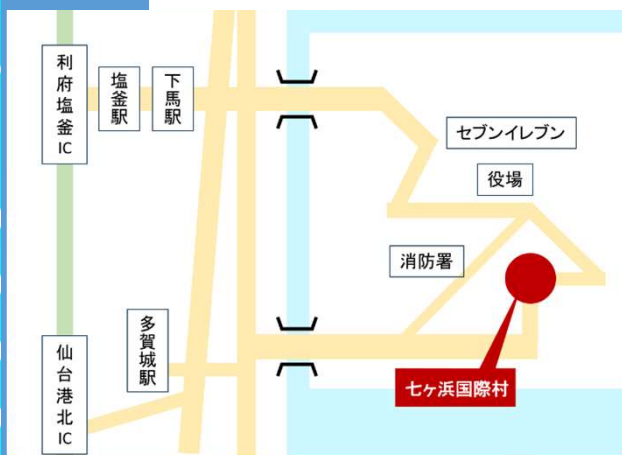 利府塩釜IC
塩釜駅
下馬駅
セブンイレブン
役場
消防署
多賀城駅
仙台港北IC
七ヶ浜国際村